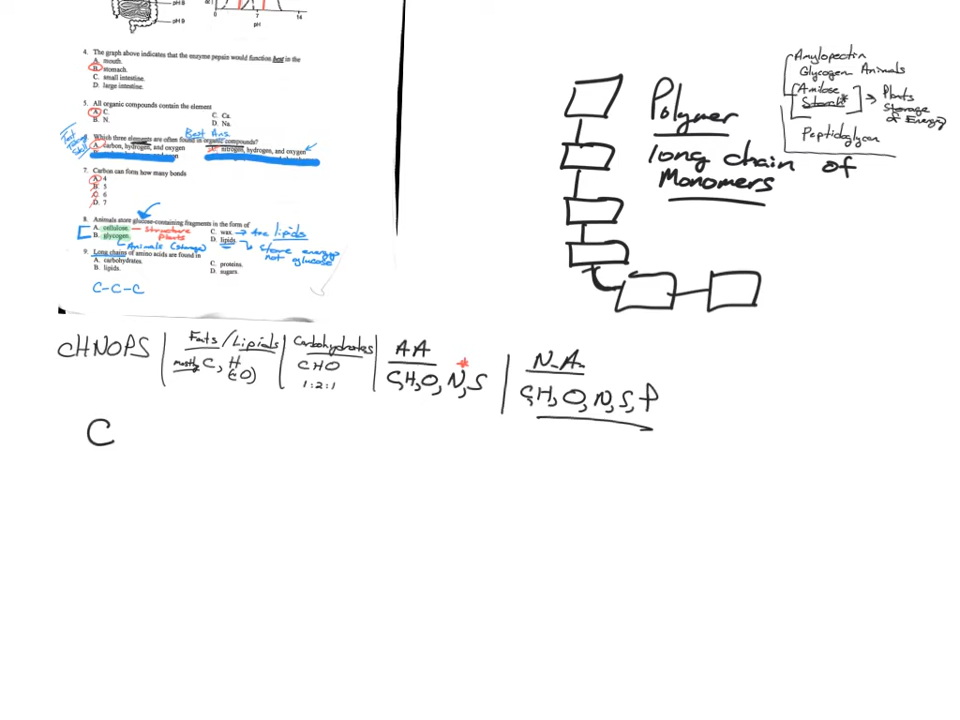 pH 8
pH 8
0
7
14
pH
4. The graph above indicates that the enzyme pepsin would function best in the
A. mouth.
B. stomach.
C. small intestine.
D. large intestine.
5. All organic compounds contain the element
A. C.
B. N.
C. Ca.
D. Na.
Best Ans.
Which three elements are often found in organic compounds?
A. carbon, hydrogen, and oxygen
nitrogen, hydrogen, and oxygen
7. Carbon can form how many bonds
A. 4
B. 5
C. 6
D. 7
8. Animals store glucose-containing fragments in the form of
A. cellulose. — Structure Plants
B. glycogen.
Animals (storage)
C. wax. → are lipids
D. lipids.
store energy
not glucose
9. Long chains of amino acids are found in
A. carbohydrates.
B. lipids.
C. proteins.
D. sugars.
C-C-C
Polymer
long chain of
Monomers
Amylopectin
Glycogen Animals
Amilose
Starch*
→ Plants
Storage
of Energy
Peptidoglycan
CHNOPS
Fats/Lipids
mostly C, H
(O)
Carbohydrates
CHO
1:2:1
AA
C,H,O, N,S
*
N.A.
C,H, O, N, S, P
C